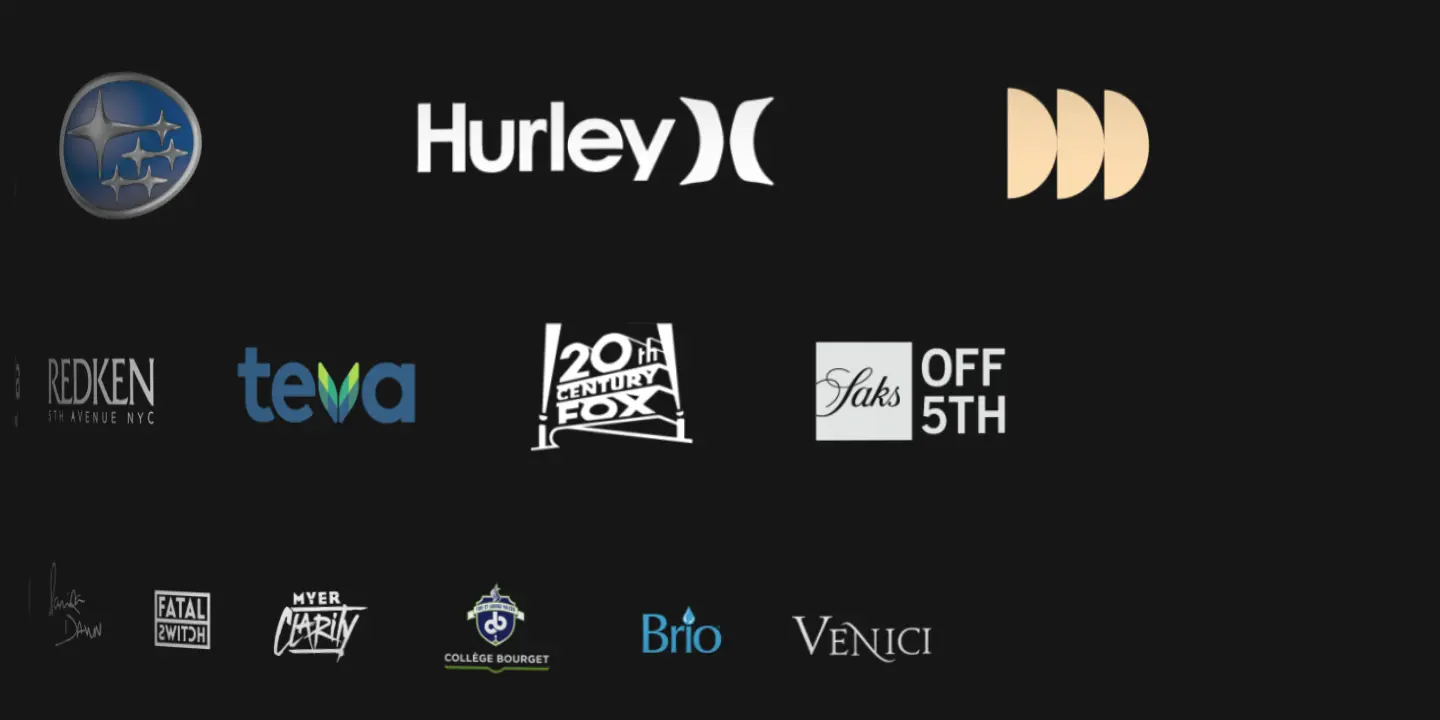 Hurley
REDKEN
5TH AVENUE NYC
teva
20th
CENTURY
FOX
Saks
OFF
5TH
DAWN
FATAL
SWITCH
MYER
CLARITY
COLLÈGE BOURGET
Brio
VENICI